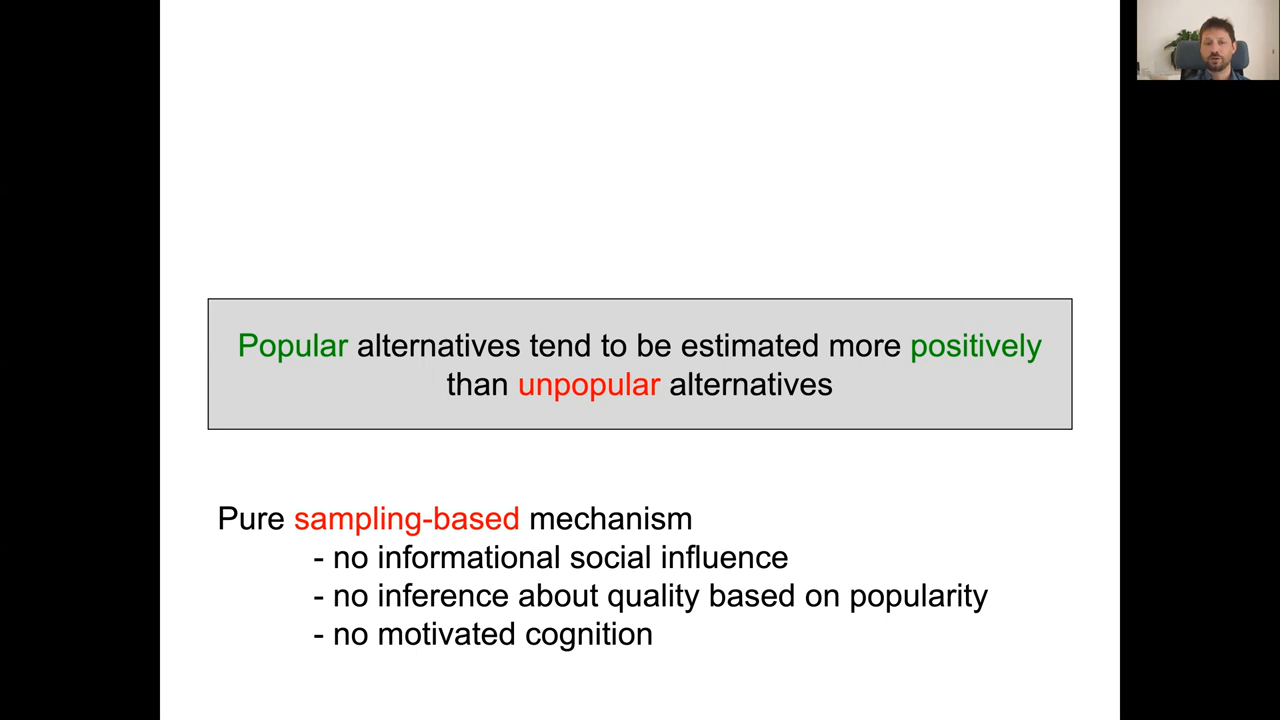 Popular alternatives tend to be estimated more positively
than unpopular alternatives
Pure sampling-based mechanism
- no informational social influence
- no inference about quality based on popularity
- no motivated cognition